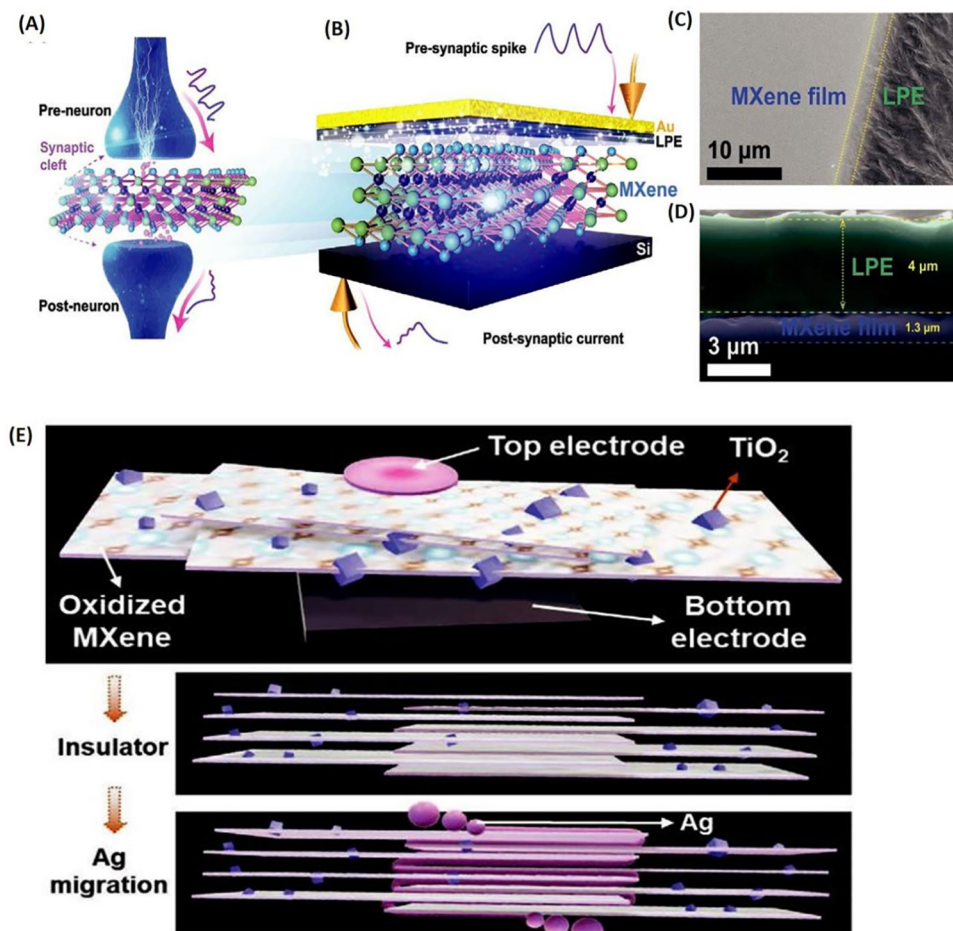 (A)
Pre-neuron
Synaptic
cleft
Post-neuron
(B)
Pre-synaptic spike
Au
LPE
MXene
Si
Post-synaptic current
(C)
MXene film
LPE
10 µm
(D)
LPE
4 µm
MXene film
1.3 µm
3 µm
(E)
Top electrode
TiO₂
Oxidized
MXene
Bottom
electrode
Insulator
Ag
Ag
migration